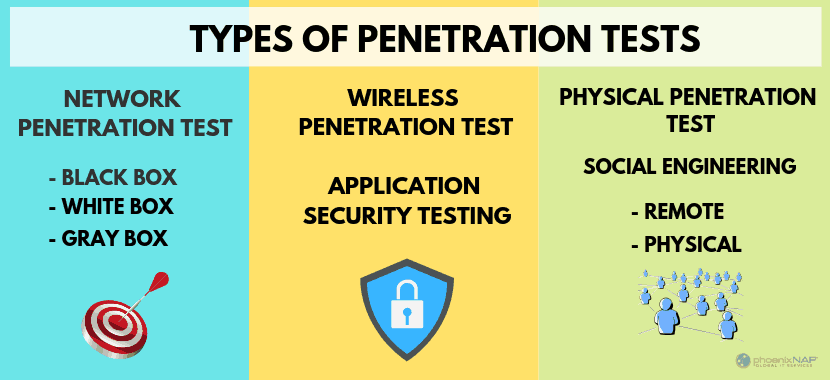 TYPES OF PENETRATION TESTS
NETWORK
PENETRATION TEST
- BLACK BOX
- WHITE BOX
- GRAY BOX
WIRELESS
PENETRATION TEST
APPLICATION
SECURITY TESTING
PHYSICAL PENETRATION
TEST
SOCIAL ENGINEERING
- REMOTE
- PHYSICAL
phoenixNAP
GLOBAL IT SERVICES